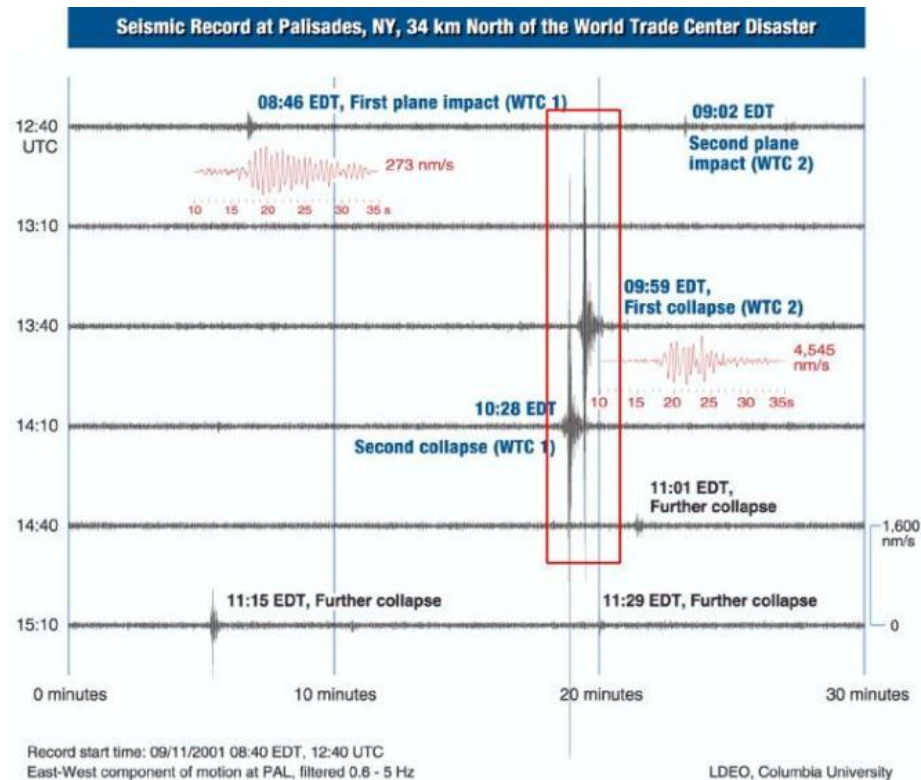 Seismic Record at Palisades, NY, 34 km North of the World Trade Center Disaster
08:46 EDT, First plane impact (WTC 1)
12:40
UTC
09:02 EDT
Second plane
impact (WTC 2)
273 nm/s
10 15 20 25 30 35 s
13:10
09:59 EDT,
First collapse (WTC 2)
13:40
4,545
nm/s
10 15 20 25 30 35s
10:28 EDT
Second collapse (WTC 1)
14:10
11:01 EDT,
Further collapse
14:40
1,600
nm/s
11:15 EDT, Further collapse
11:29 EDT, Further collapse
15:10
0
0 minutes
10 minutes
20 minutes
30 minutes
Record start time: 09/11/2001 08:40 EDT, 12:40 UTC
East-West component of motion at PAL, filtered 0.6 - 5 Hz
LDEO, Columbia University